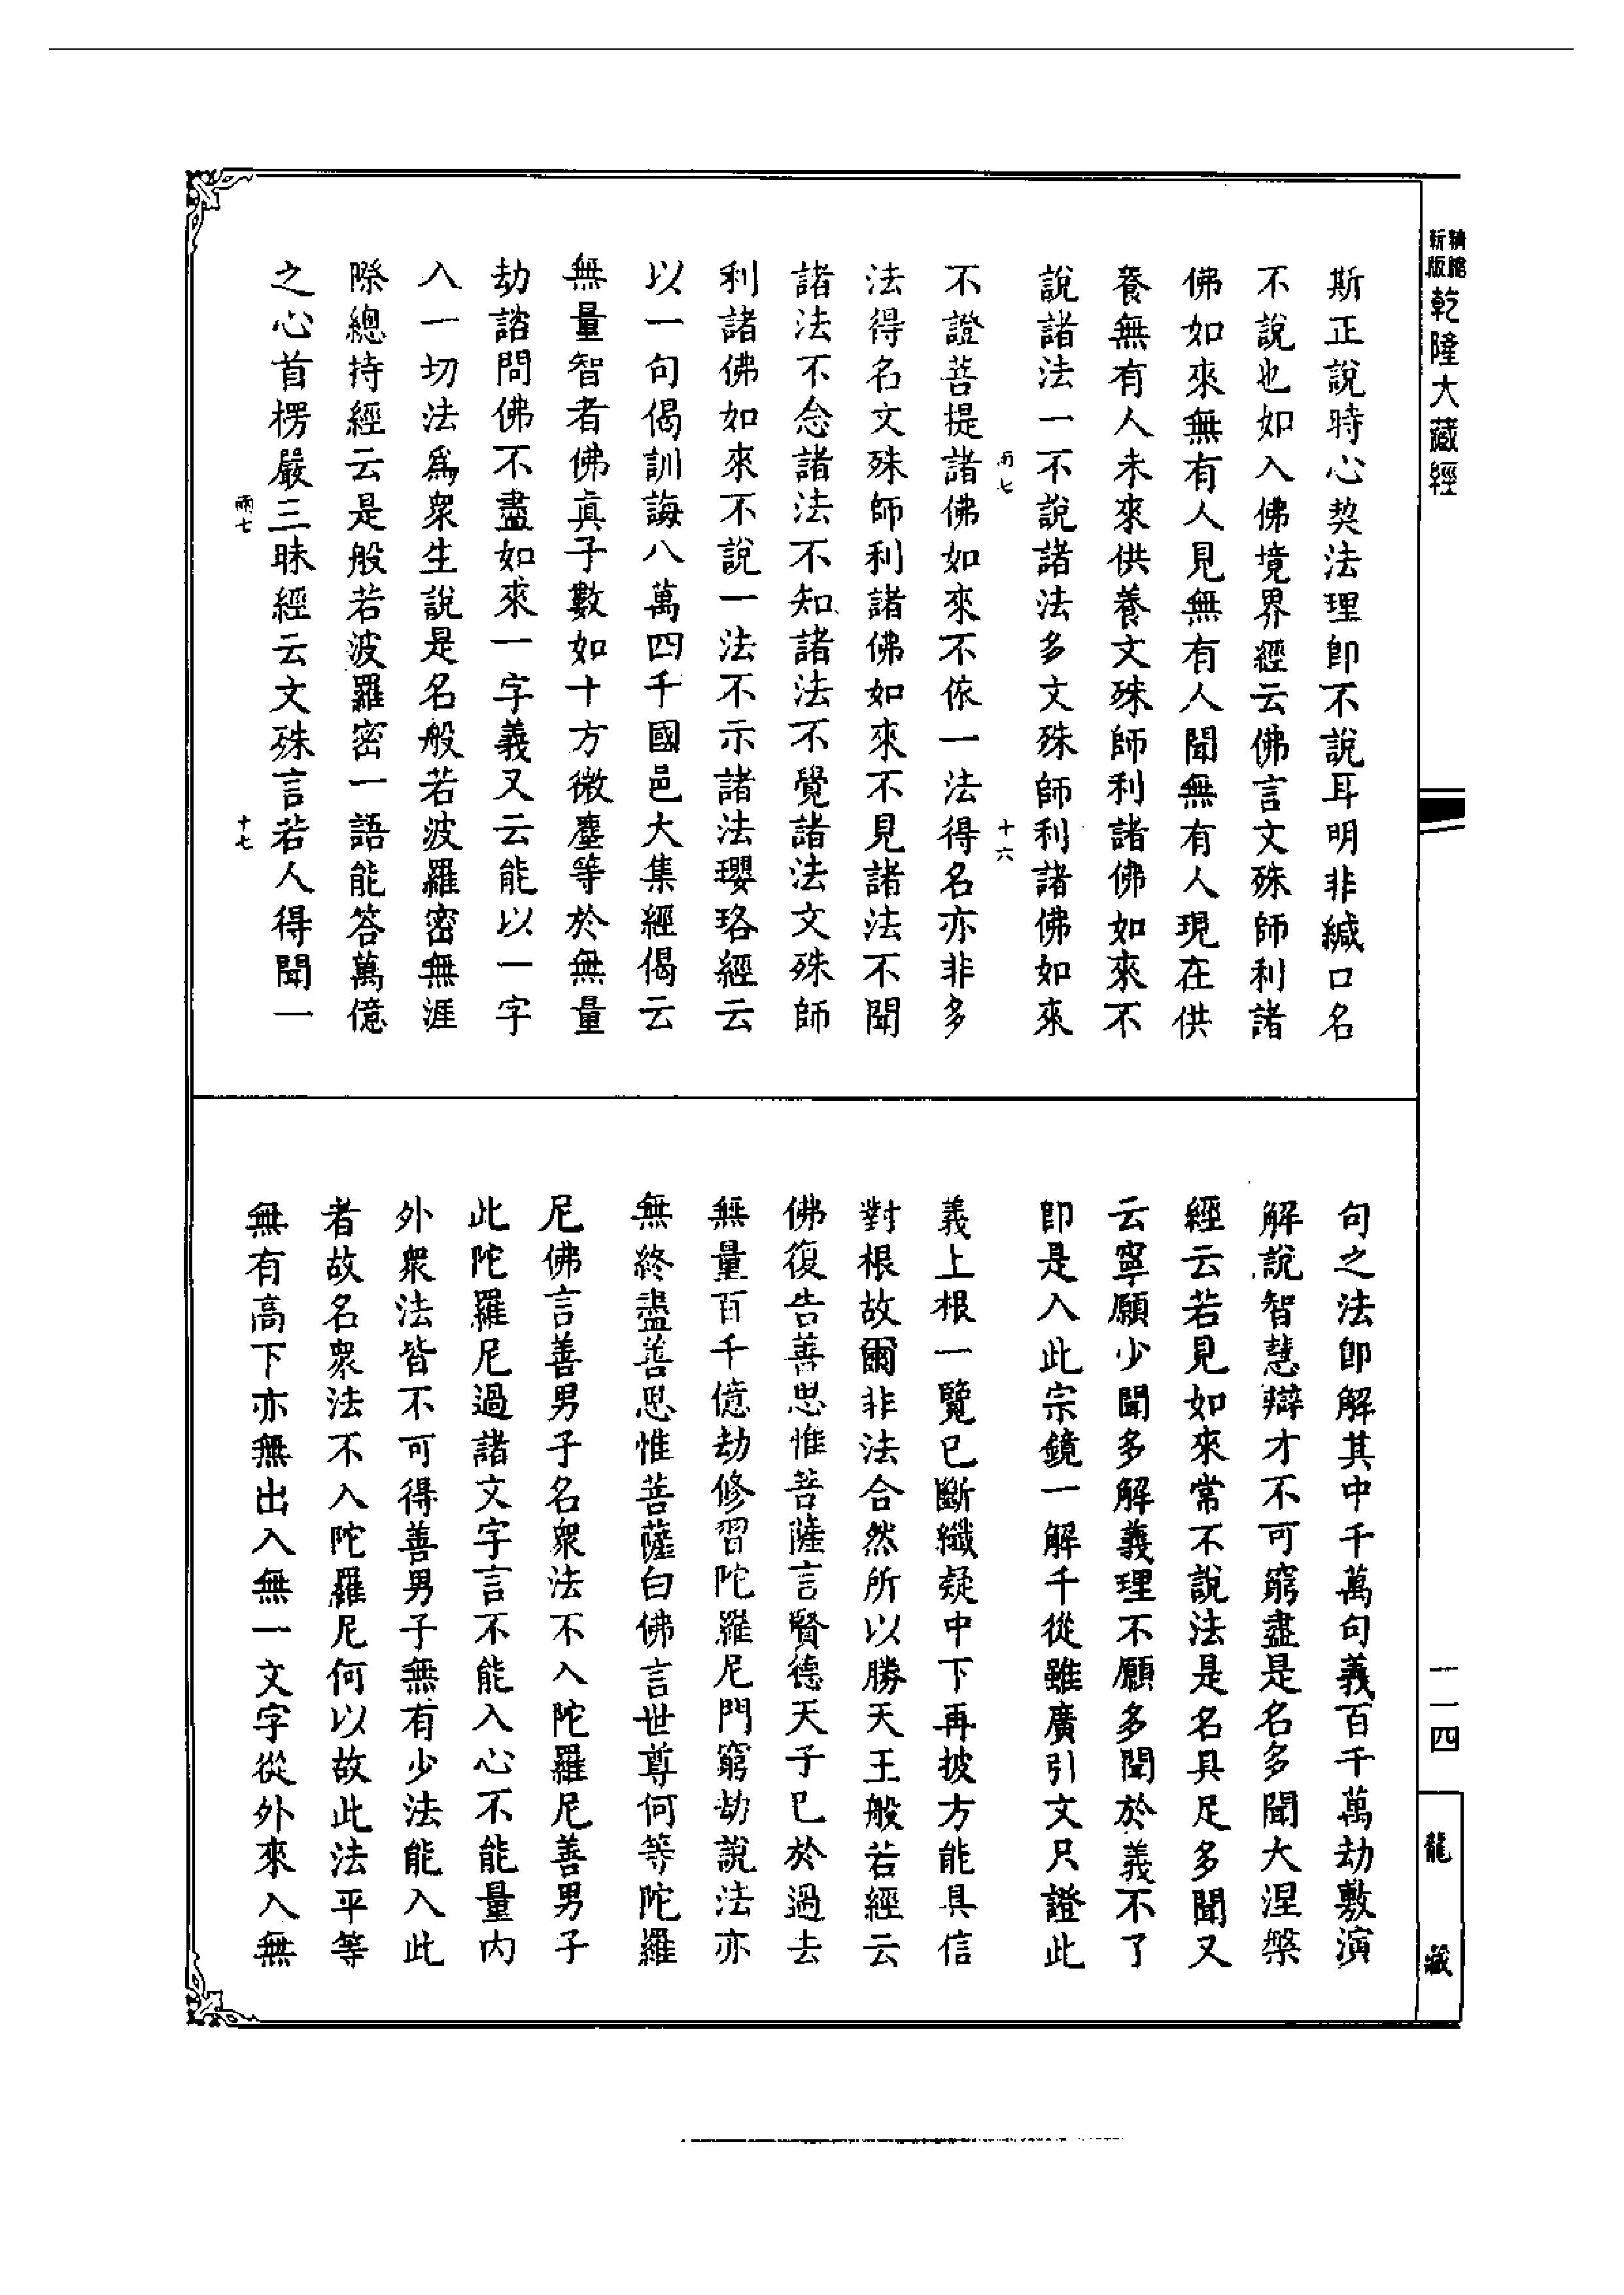 精縮
新版
乾隆大藏經
斯正說時心契法理卽不說耳明非緘口名
不說也如入佛境界經云佛言文殊師利諸
佛如來無有人見無有人聞無有人現在供
養無有人未來供養文殊師利諸佛如來不
說諸法一不說諸法多文殊師利諸佛如來
雨七 十六
不證菩提諸佛如來不依一法得名亦非多
法得名文殊師利諸佛如來不見諸法不聞
諸法不念諸法不知諸法不覺諸法文殊師
利諸佛如來不說一法不示諸法瓔珞經云
以一句偈訓誨八萬四千國邑大集經偈云
無量智者佛真子數如十方微塵等於無量
劫諮問佛不盡如來一字義又云能以一字
入一切法爲衆生說是名般若波羅密無涯
際總持經云是般若波羅密一語能答萬億
之心首楞嚴三昧經云文殊言若人得聞一
雨七 十七
句之法卽解其中千萬句義百千萬劫敷演
解說智慧辯才不可窮盡是名多聞大涅槃
經云若見如來常不說法是名具足多聞又
云寧願少聞多解義理不願多聞於義不了
卽是入此宗鏡一解千從雖廣引文只證此
義上根一覽已斷纖疑中下再披方能具信
對根故爾非法合然所以勝天王般若經云
佛復告善思惟菩薩言賢德天子已於過去
無量百千億劫修習陀羅尼門窮劫說法亦
無終盡善思惟菩薩白佛言世尊何等陀羅
尼佛言善男子名衆法不入陀羅尼善男子
此陀羅尼過諸文字言不能入心不能量內
外衆法皆不可得善男子無有少法能入此
者故名衆法不入陀羅尼何以故此法平等
無有高下亦無出入無一文字從外來入無
一一四
龍藏